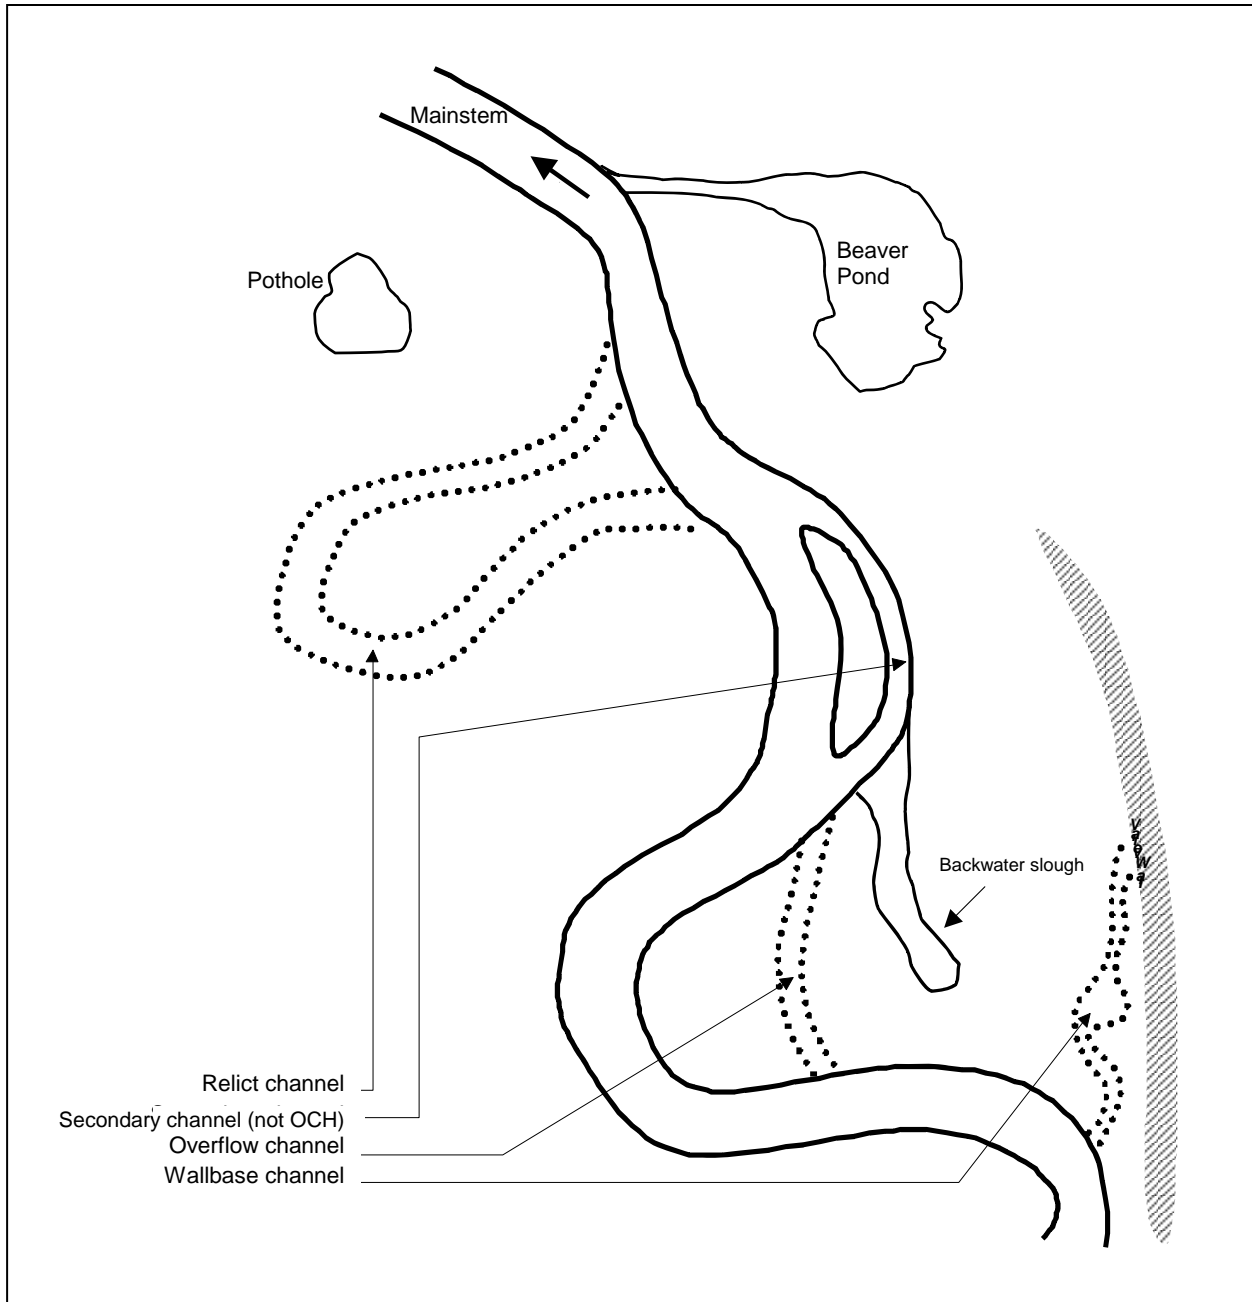 Mainstem
Beaver
Pond
Pothole
Backwater slough
Relict channel
Secondary channel (not OCH)
Overflow channel
Wallbase channel